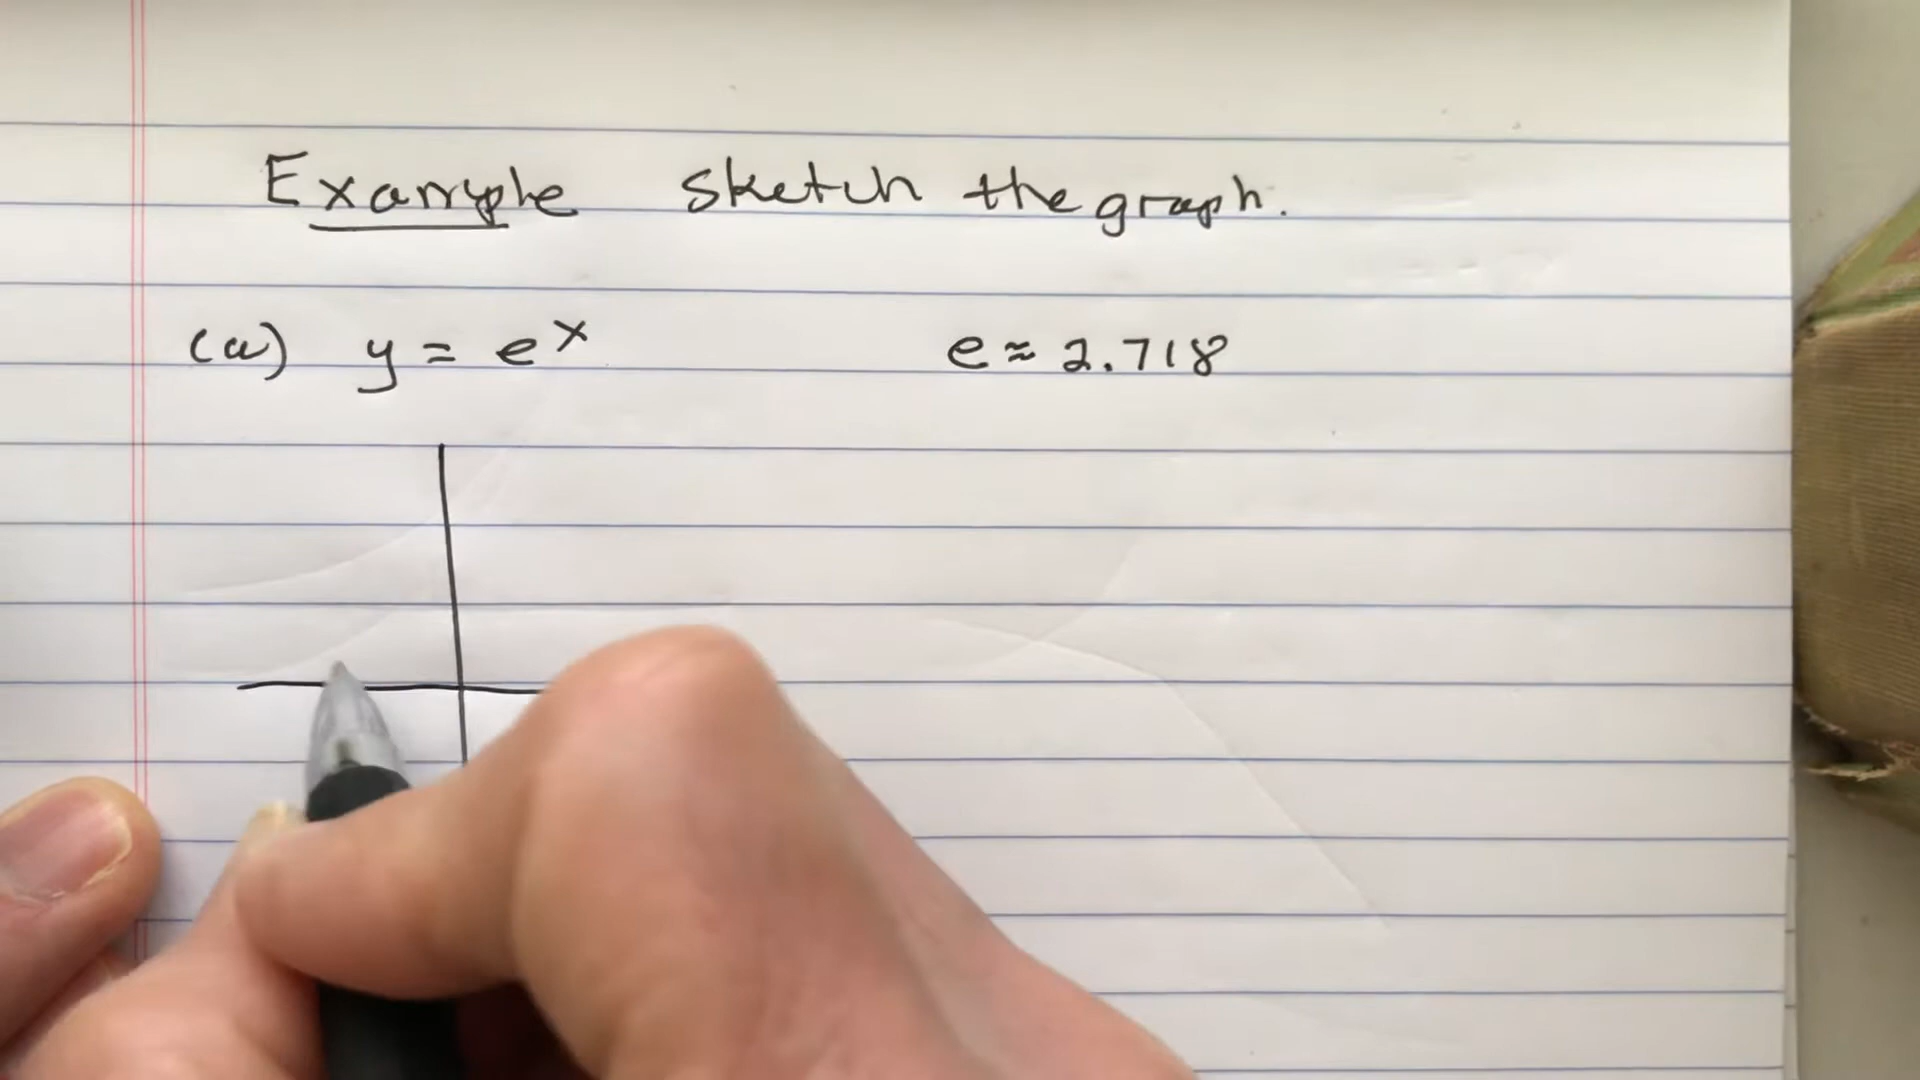 Example sketch the graph.
(a) y = e^x e ≈ 2.718